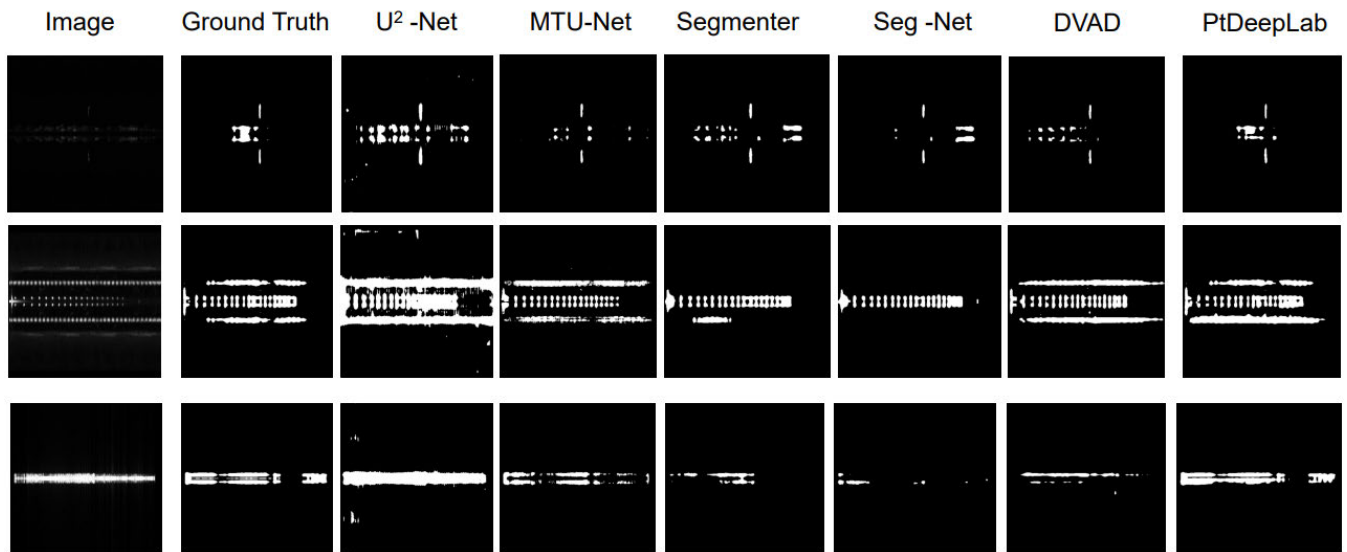 Image Ground Truth U² -Net MTU-Net Segmenter Seg -Net DVAD PtDeepLab